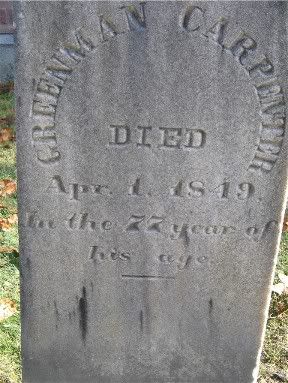 GREENMAN CARPENTER
DIED
Apr. 1. 1849.
In the 77 year of
his age.